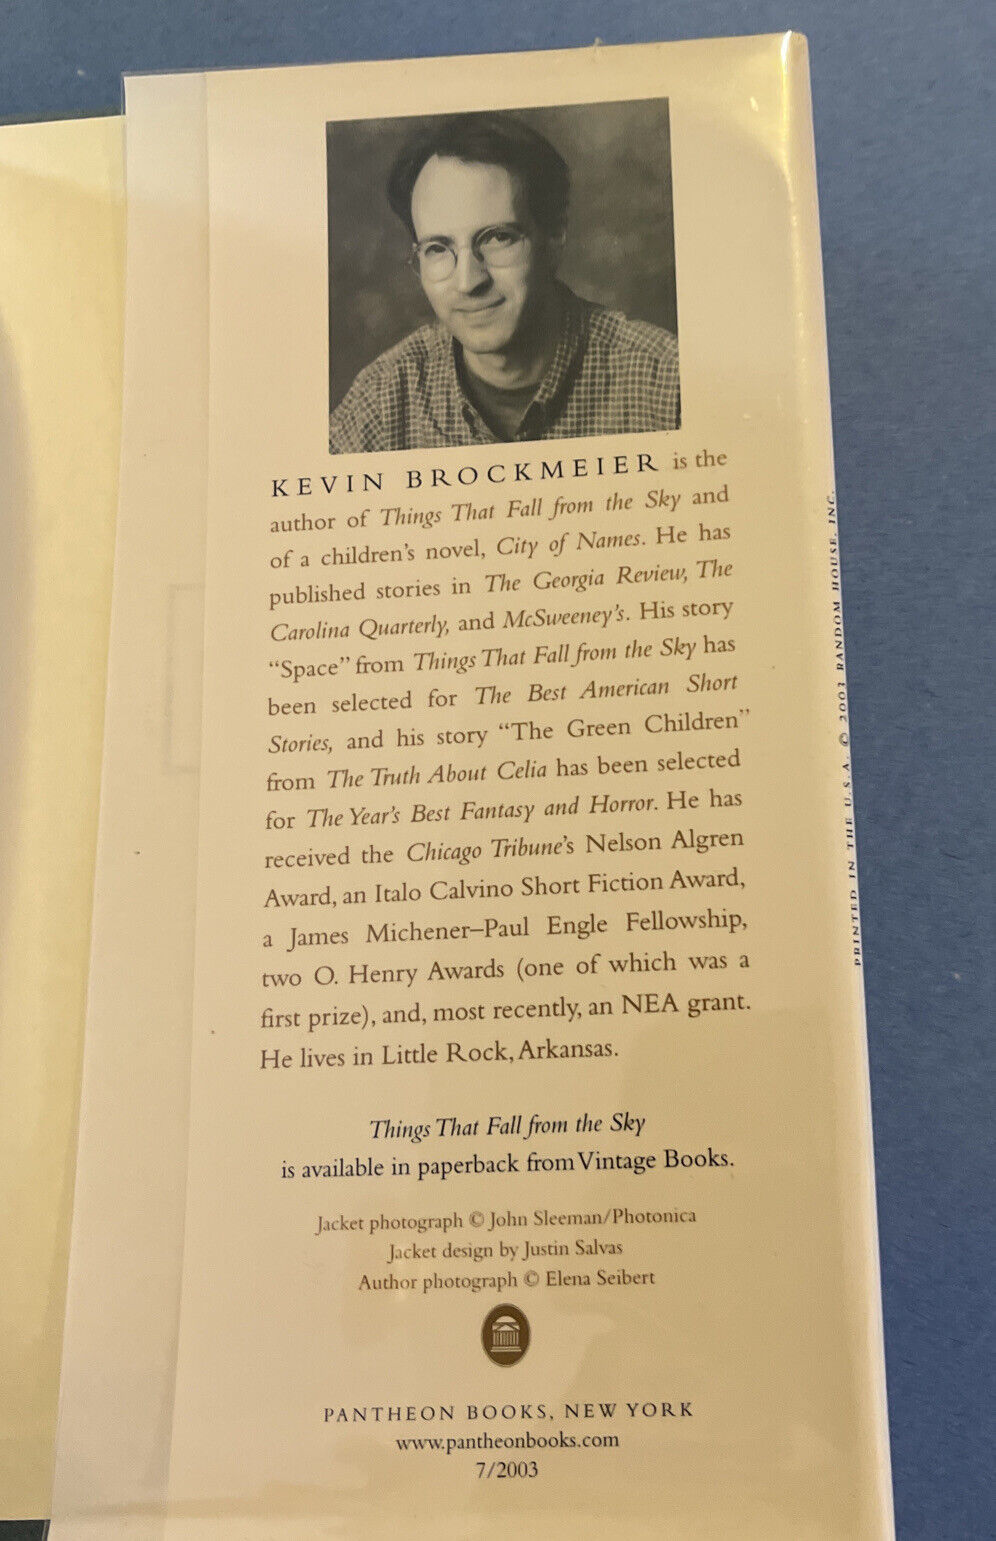 KEVIN BROCKMEIER is the
author of Things That Fall from the Sky and
of a children's novel, City of Names. He has
published stories in The Georgia Review, The
Carolina Quarterly, and McSweeney's. His story
“Space” from Things That Fall from the Sky has
been selected for The Best American Short
Stories, and his story “The Green Children”
from The Truth About Celia has been selected
for The Year's Best Fantasy and Horror. He has
received the Chicago Tribune's Nelson Algren
Award, an Italo Calvino Short Fiction Award,
a James Michener–Paul Engle Fellowship,
two O. Henry Awards (one of which was a
first prize), and, most recently, an NEA grant.
He lives in Little Rock, Arkansas.
Things That Fall from the Sky
is available in paperback from Vintage Books.
Jacket photograph © John Sleeman/Photonica
Jacket design by Justin Salvas
Author photograph © Elena Seibert
PANTHEON BOOKS, NEW YORK
www.pantheonbooks.com
7/2003
PRINTED IN THE U.S.A. © 2003 RANDOM HOUSE, INC.